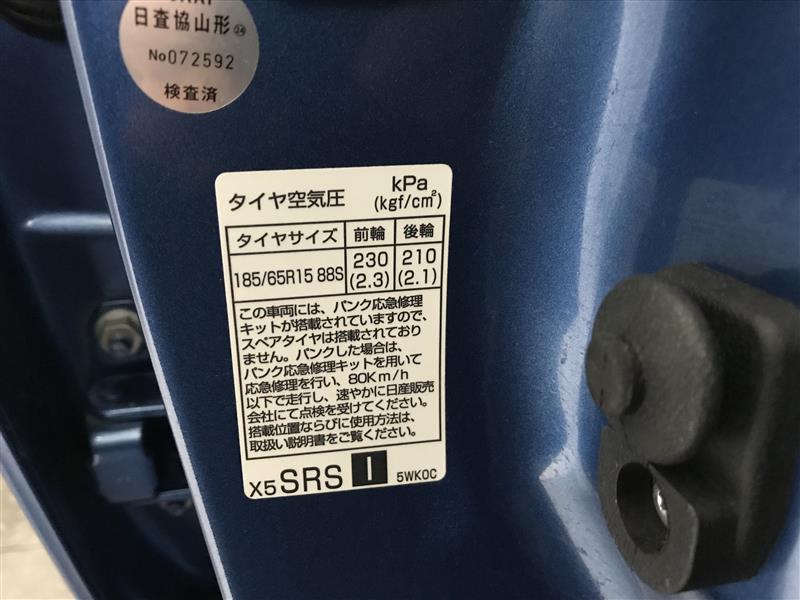 日査協山形㉔
No072592
検査済
タイヤ空気圧 kPa (kgf/cm²)
タイヤサイズ 前輪 後輪
185/65R15 88S 230 (2.3) 210 (2.1)
この車両には、パンク応急修理
キットが搭載されていますので、
スペアタイヤは搭載されており
ません。パンクした場合は、
パンク応急修理キットを用いて
応急修理を行い、80Km/h
以下で走行し、速やかに日産販売
会社にて点検を受けてください。
搭載位置ならびに使用方法は、
取扱い説明書をご覧ください。
X5 SRS I 5WK0C